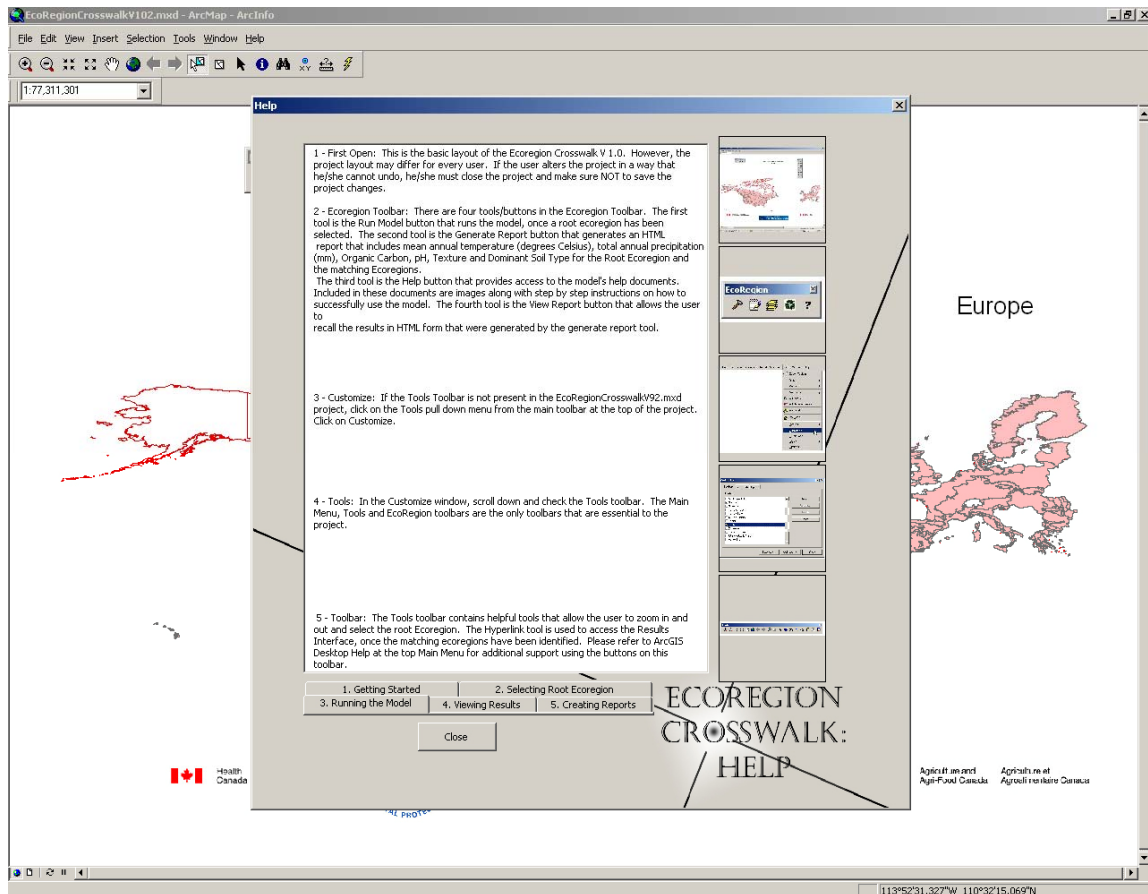 EcoRegionCrosswalkV102.mxd - ArcMap - ArcInfo
File Edit View Insert Selection Tools Window Help
1:77,311,301
Help
1 - First Open: This is the basic layout of the Ecoregion Crosswalk V 1.0. However, the
project layout may differ for every user. If the user alters the project in a way that
he/she cannot undo, he/she must close the project and make sure NOT to save the
project changes.
2 - Ecoregion Toolbar: There are four tools/buttons in the Ecoregion Toolbar. The first
tool is the Run Model button that runs the model, once a root ecoregion has been
selected. The second tool is the Generate Report button that generates an HTML
report that includes mean annual temperature (degrees Celsius), total annual precipitation
(mm), Organic Carbon, pH, Texture and Dominant Soil Type for the Root Ecoregion and
the matching Ecoregions.
The third tool is the Help button that provides access to the model's help documents.
Included in these documents are images along with step by step instructions on how to
successfully use the model. The fourth tool is the View Report button that allows the user
to
recall the results in HTML form that were generated by the generate report tool.
3 - Customize: If the Tools Toolbar is not present in the EcoRegionCrosswalkV92.mxd
project, click on the Tools pull down menu from the main toolbar at the top of the project.
Click on Customize.
4 - Tools: In the Customize window, scroll down and check the Tools toolbar. The Main
Menu, Tools and EcoRegion toolbars are the only toolbars that are essential to the
project.
5 - Toolbar: The Tools toolbar contains helpful tools that allow the user to zoom in and
out and select the root Ecoregion. The Hyperlink tool is used to access the Results
Interface, once the matching ecoregions have been identified. Please refer to ArcGIS
Desktop Help at the top Main Menu for additional support using the buttons on this
toolbar.
EcoRegion
Europe
1. Getting Started
2. Selecting Root Ecoregion
3. Running the Model
4. Viewing Results
5. Creating Reports
Close
ECOREGION
CROSSWALK:
HELP
Health
Canada
Agriculture and
Agri-Food Canada
Agriculture et
Agroalimentaire Canada
AL PROT
113°52'31.327"W 110°32'15.069"N